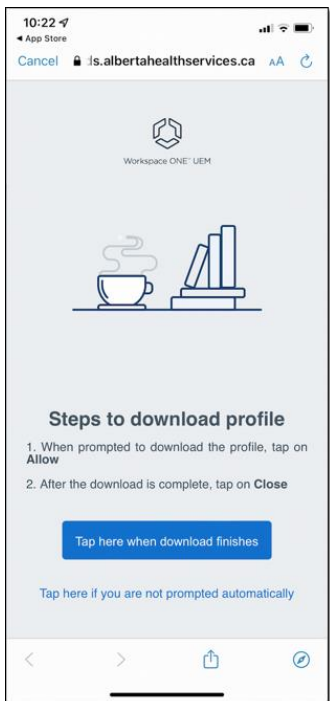 10:22
App Store
Cancel ds.albertahealthservices.ca AA
Workspace ONE™ UEM
Steps to download profile
1. When prompted to download the profile, tap on
Allow
2. After the download is complete, tap on Close
Tap here when download finishes
Tap here if you are not prompted automatically